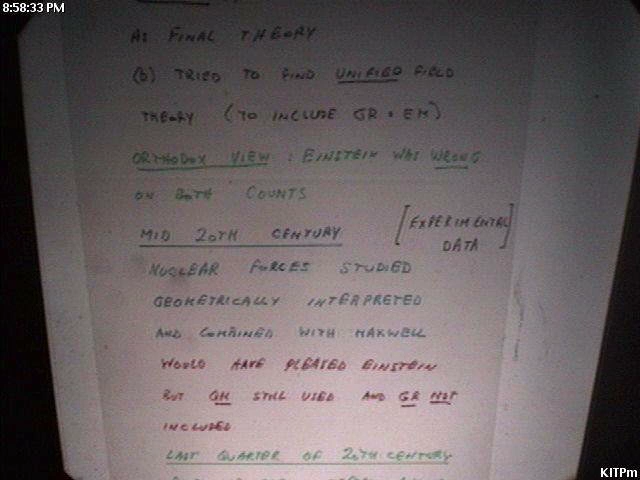 8:58:33 PM
AS FINAL THEORY
(b) TRIED TO FIND UNIFIED FIELD
THEORY (TO INCLUDE GR + EM)
ORTHODOX VIEW : EINSTEIN WAS WRONG
ON BOTH COUNTS
MID 20TH CENTURY [EXPERIMENTAL DATA]
NUCLEAR FORCES STUDIED
GEOMETRICALLY INTERPRETED
AND COMBINED WITH MAXWELL
WOULD HAVE PLEASED EINSTEIN
BUT QM STILL USED AND GR NOT
INCLUDED
LAST QUARTER OF 20TH CENTURY
KITPm